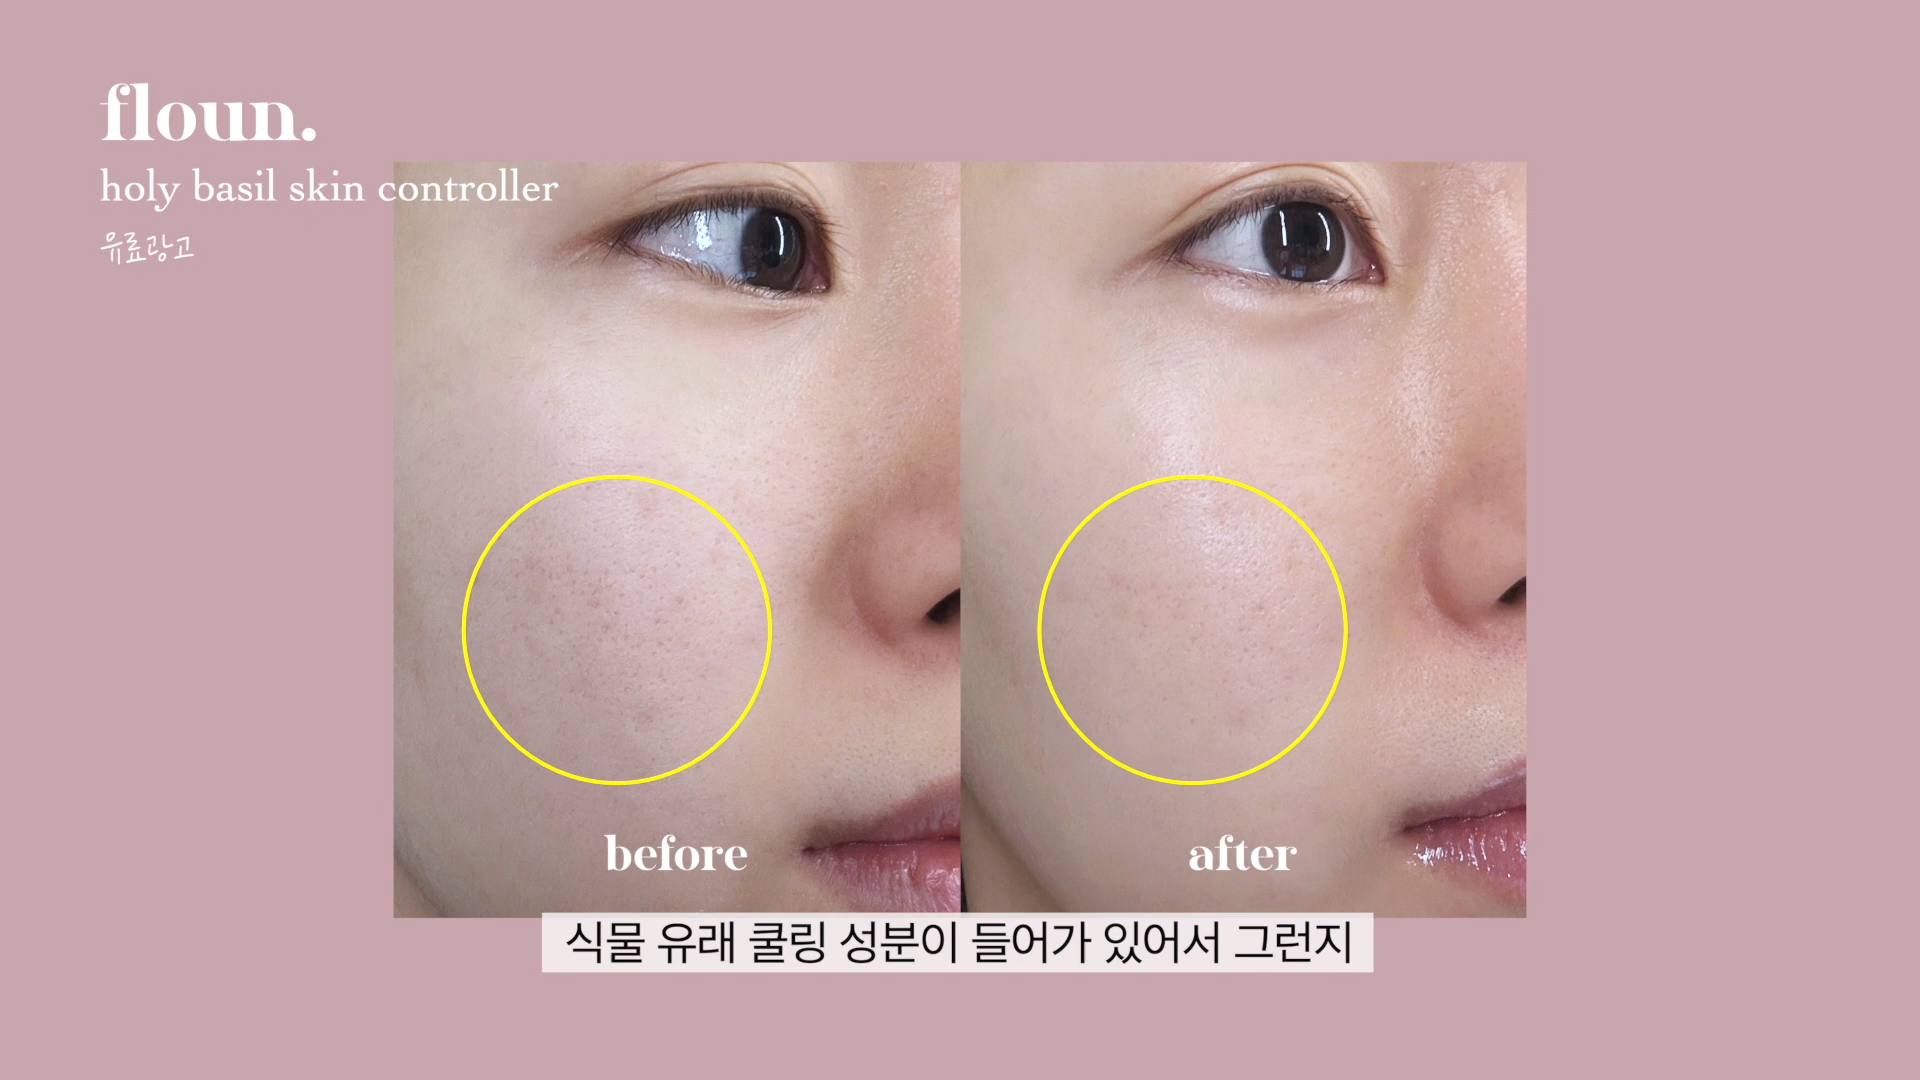 floun.
holy basil skin controller
유료광고
before
after
식물 유래 쿨링 성분이 들어가 있어서 그런지